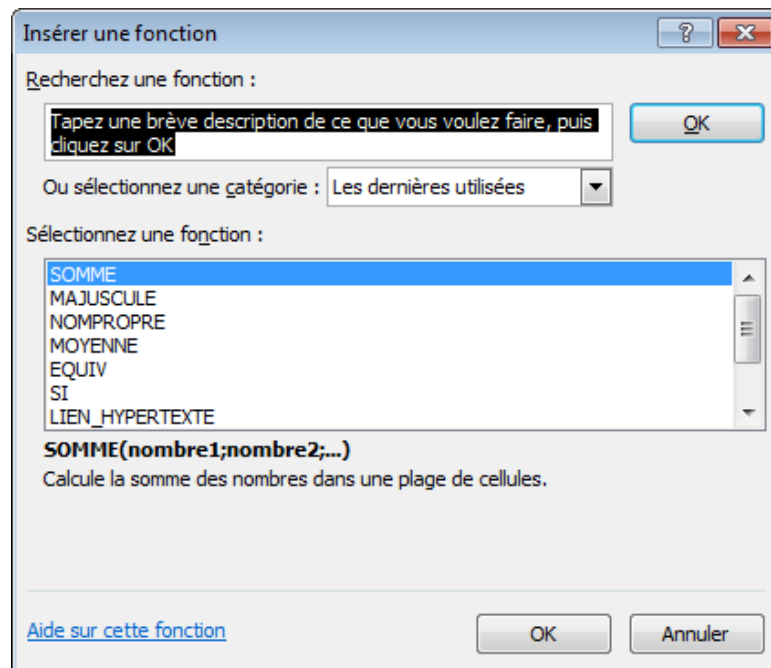 Insérer une fonction
?
Recherchez une fonction :
Tapez une brève description de ce que vous voulez faire, puis
cliquez sur OK
OK
Ou sélectionnez une catégorie : Les dernières utilisées
Sélectionnez une fonction :
SOMME
MAJUSCULE
NOMPROPRE
MOYENNE
EQUIV
SI
LIEN_HYPERTEXTE
SOMME(nombre1;nombre2;...)
Calcule la somme des nombres dans une plage de cellules.
Aide sur cette fonction
OK
Annuler